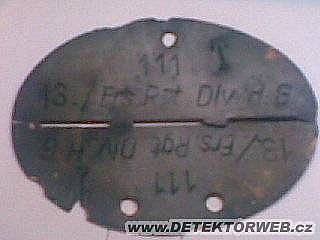 111 I
13./Ers Rgt Div. H. G
13./Ers Rgt Div. H. G
111
www.DETEKTORWEB.cz